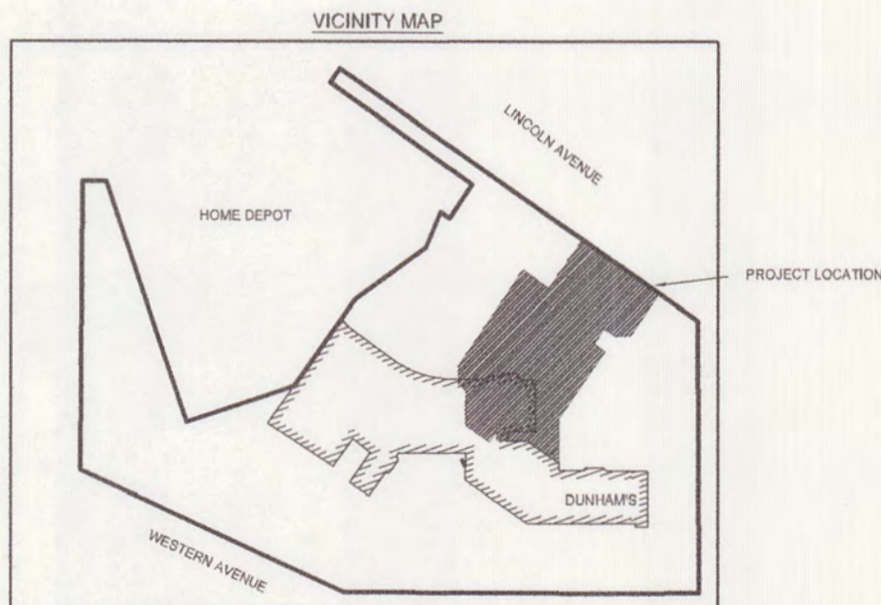 VICINITY MAP
LINCOLN AVENUE
HOME DEPOT
PROJECT LOCATION
DUNHAM'S
WESTERN AVENUE